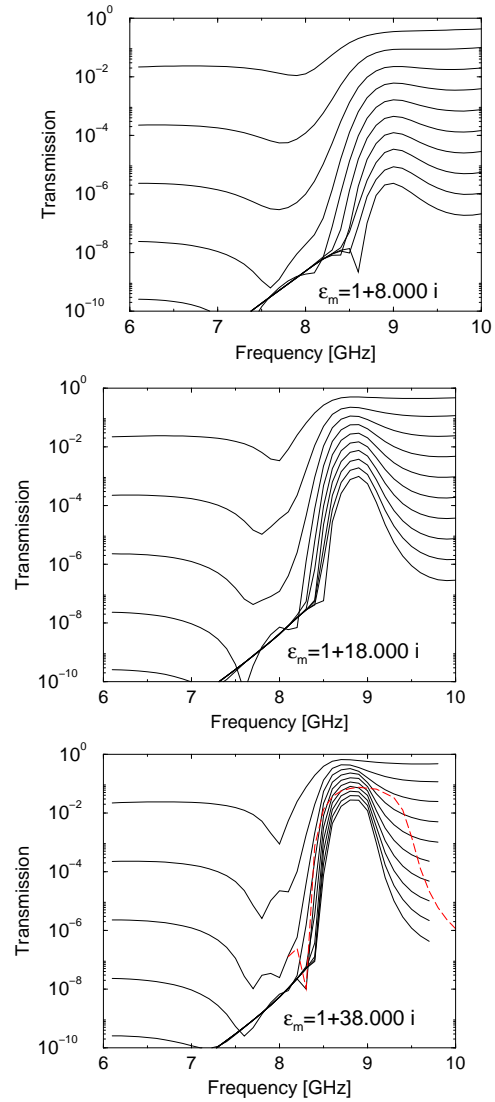 10^0
10^-2
10^-4
10^-6
10^-8
10^-10
Transmission
ε_m=1+8.000 i
6 7 8 9 10
Frequency [GHz]
10^0
10^-2
10^-4
10^-6
10^-8
10^-10
Transmission
ε_m=1+18.000 i
6 7 8 9 10
Frequency [GHz]
10^0
10^-2
10^-4
10^-6
10^-8
10^-10
Transmission
ε_m=1+38.000 i
6 7 8 9 10
Frequency [GHz]